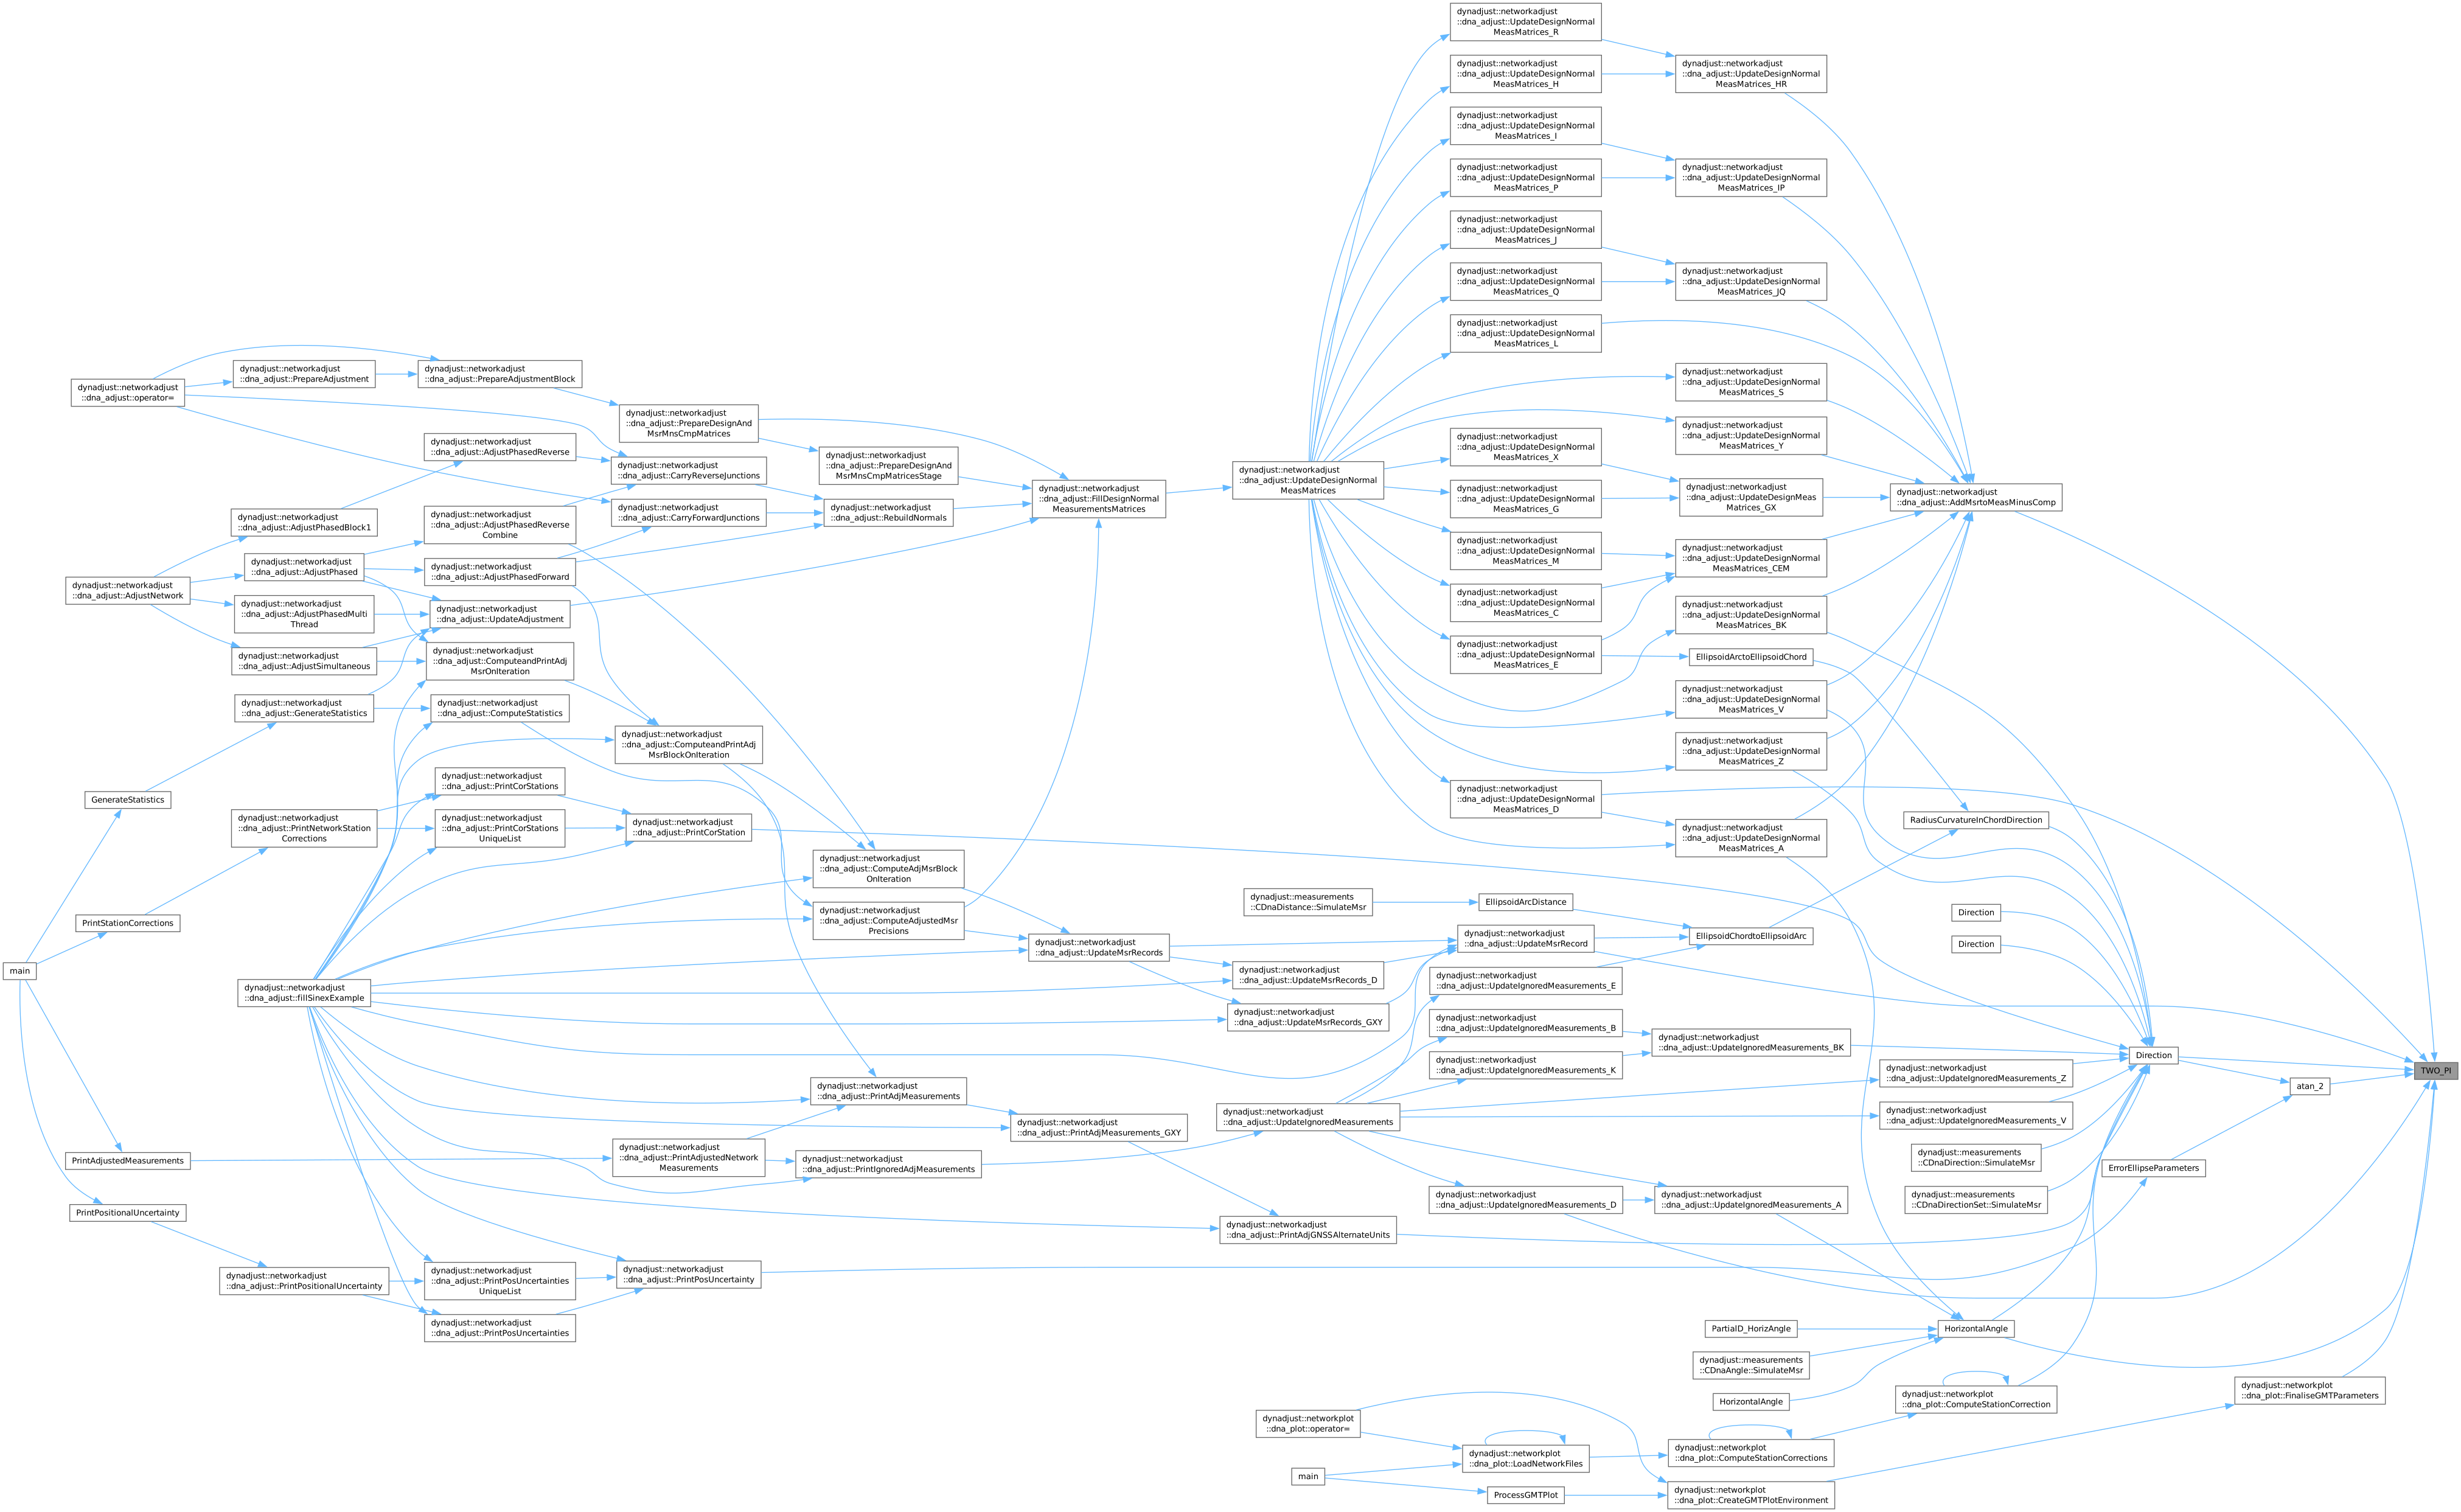 dynadjust::networkadjust
::dna_adjust::UpdateDesignNormal
MeasMatrices_R
dynadjust::networkadjust
::dna_adjust::UpdateDesignNormal
MeasMatrices_H
dynadjust::networkadjust
::dna_adjust::UpdateDesignNormal
MeasMatrices_HR
dynadjust::networkadjust
::dna_adjust::UpdateDesignNormal
MeasMatrices_I
dynadjust::networkadjust
::dna_adjust::UpdateDesignNormal
MeasMatrices_P
dynadjust::networkadjust
::dna_adjust::UpdateDesignNormal
MeasMatrices_IP
dynadjust::networkadjust
::dna_adjust::UpdateDesignNormal
MeasMatrices_J
dynadjust::networkadjust
::dna_adjust::UpdateDesignNormal
MeasMatrices_Q
dynadjust::networkadjust
::dna_adjust::UpdateDesignNormal
MeasMatrices_JQ
dynadjust::networkadjust
::dna_adjust::UpdateDesignNormal
MeasMatrices_L
dynadjust::networkadjust
::dna_adjust::UpdateDesignNormal
MeasMatrices_S
dynadjust::networkadjust
::dna_adjust::UpdateDesignNormal
MeasMatrices_Y
dynadjust::networkadjust
::dna_adjust::operator=
dynadjust::networkadjust
::dna_adjust::PrepareAdjustment
dynadjust::networkadjust
::dna_adjust::PrepareAdjustmentBlock
dynadjust::networkadjust
::dna_adjust::PrepareDesignAnd
MsrMnsCmpMatrices
dynadjust::networkadjust
::dna_adjust::AdjustPhasedReverse
dynadjust::networkadjust
::dna_adjust::CarryReverseJunctions
dynadjust::networkadjust
::dna_adjust::PrepareDesignAnd
MsrMnsCmpMatricesStage
dynadjust::networkadjust
::dna_adjust::FillDesignNormal
MeasurementsMatrices
dynadjust::networkadjust
::dna_adjust::UpdateDesignNormal
MeasMatrices
dynadjust::networkadjust
::dna_adjust::UpdateDesignNormal
MeasMatrices_X
dynadjust::networkadjust
::dna_adjust::UpdateDesignNormal
MeasMatrices_G
dynadjust::networkadjust
::dna_adjust::UpdateDesignMeas
Matrices_GX
dynadjust::networkadjust
::dna_adjust::AddMsrtoMeasMinusComp
dynadjust::networkadjust
::dna_adjust::AdjustPhasedBlock1
dynadjust::networkadjust
::dna_adjust::AdjustPhasedReverse
Combine
dynadjust::networkadjust
::dna_adjust::CarryForwardJunctions
dynadjust::networkadjust
::dna_adjust::RebuildNormals
dynadjust::networkadjust
::dna_adjust::UpdateDesignNormal
MeasMatrices_M
dynadjust::networkadjust
::dna_adjust::UpdateDesignNormal
MeasMatrices_CEM
dynadjust::networkadjust
::dna_adjust::AdjustNetwork
dynadjust::networkadjust
::dna_adjust::AdjustPhased
dynadjust::networkadjust
::dna_adjust::AdjustPhasedForward
dynadjust::networkadjust
::dna_adjust::AdjustPhasedMulti
Thread
dynadjust::networkadjust
::dna_adjust::UpdateAdjustment
dynadjust::networkadjust
::dna_adjust::UpdateDesignNormal
MeasMatrices_C
dynadjust::networkadjust
::dna_adjust::UpdateDesignNormal
MeasMatrices_BK
dynadjust::networkadjust
::dna_adjust::AdjustSimultaneous
dynadjust::networkadjust
::dna_adjust::ComputeandPrintAdj
MsrOnIteration
dynadjust::networkadjust
::dna_adjust::UpdateDesignNormal
MeasMatrices_E
EllipsoidArctoEllipsoidChord
dynadjust::networkadjust
::dna_adjust::GenerateStatistics
dynadjust::networkadjust
::dna_adjust::ComputeStatistics
dynadjust::networkadjust
::dna_adjust::UpdateDesignNormal
MeasMatrices_V
dynadjust::networkadjust
::dna_adjust::ComputeandPrintAdj
MsrBlockOnIteration
dynadjust::networkadjust
::dna_adjust::UpdateDesignNormal
MeasMatrices_Z
GenerateStatistics
dynadjust::networkadjust
::dna_adjust::PrintCorStations
dynadjust::networkadjust
::dna_adjust::UpdateDesignNormal
MeasMatrices_D
dynadjust::networkadjust
::dna_adjust::PrintNetworkStation
Corrections
dynadjust::networkadjust
::dna_adjust::PrintCorStations
UniqueList
dynadjust::networkadjust
::dna_adjust::PrintCorStation
dynadjust::networkadjust
::dna_adjust::UpdateDesignNormal
MeasMatrices_A
RadiusCurvatureInChordDirection
dynadjust::networkadjust
::dna_adjust::ComputeAdjMsrBlock
OnIteration
dynadjust::measurements
::CDnaDistance::SimulateMsr
EllipsoidArcDistance
PrintStationCorrections
dynadjust::networkadjust
::dna_adjust::ComputeAdjustedMsr
Precisions
Direction
dynadjust::networkadjust
::dna_adjust::UpdateMsrRecords
dynadjust::networkadjust
::dna_adjust::UpdateMsrRecord
EllipsoidChordtoEllipsoidArc
Direction
main
dynadjust::networkadjust
::dna_adjust::fillSinexExample
dynadjust::networkadjust
::dna_adjust::UpdateMsrRecords_D
dynadjust::networkadjust
::dna_adjust::UpdateIgnoredMeasurements_E
dynadjust::networkadjust
::dna_adjust::UpdateMsrRecords_GXY
dynadjust::networkadjust
::dna_adjust::UpdateIgnoredMeasurements_B
dynadjust::networkadjust
::dna_adjust::UpdateIgnoredMeasurements_BK
Direction
TWO_PI
dynadjust::networkadjust
::dna_adjust::UpdateIgnoredMeasurements_K
dynadjust::networkadjust
::dna_adjust::UpdateIgnoredMeasurements_Z
atan_2
dynadjust::networkadjust
::dna_adjust::PrintAdjMeasurements
dynadjust::networkadjust
::dna_adjust::UpdateIgnoredMeasurements
dynadjust::networkadjust
::dna_adjust::UpdateIgnoredMeasurements_V
dynadjust::networkadjust
::dna_adjust::PrintAdjMeasurements_GXY
PrintAdjustedMeasurements
dynadjust::networkadjust
::dna_adjust::PrintAdjustedNetwork
Measurements
dynadjust::networkadjust
::dna_adjust::PrintIgnoredAdjMeasurements
dynadjust::measurements
::CDnaDirection::SimulateMsr
ErrorEllipseParameters
PrintPositionalUncertainty
dynadjust::networkadjust
::dna_adjust::UpdateIgnoredMeasurements_D
dynadjust::networkadjust
::dna_adjust::UpdateIgnoredMeasurements_A
dynadjust::measurements
::CDnaDirectionSet::SimulateMsr
dynadjust::networkadjust
::dna_adjust::PrintAdjGNSSAlternateUnits
dynadjust::networkadjust
::dna_adjust::PrintPositionalUncertainty
dynadjust::networkadjust
::dna_adjust::PrintPosUncertainties
UniqueList
dynadjust::networkadjust
::dna_adjust::PrintPosUncertainty
dynadjust::networkadjust
::dna_adjust::PrintPosUncertainties
PartialD_HorizAngle
HorizontalAngle
dynadjust::measurements
::CDnaAngle::SimulateMsr
HorizontalAngle
dynadjust::networkplot
::dna_plot::ComputeStationCorrection
dynadjust::networkplot
::dna_plot::FinaliseGMTParameters
dynadjust::networkplot
::dna_plot::operator=
dynadjust::networkplot
::dna_plot::LoadNetworkFiles
dynadjust::networkplot
::dna_plot::ComputeStationCorrections
main
ProcessGMTPlot
dynadjust::networkplot
::dna_plot::CreateGMTPlotEnvironment